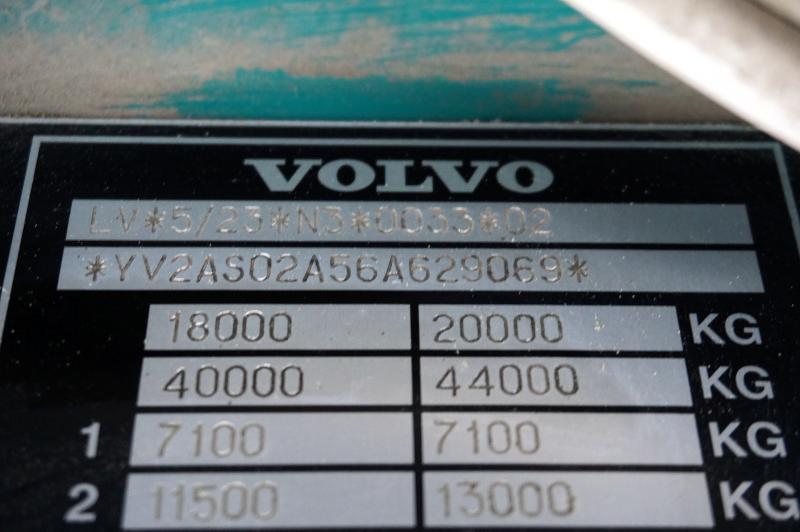 VOLVO
LV*5/23*N3*0033*02
*YV2AS02A56A629069*
18000 20000 KG
40000 44000 KG
1 7100 7100 KG
2 11500 13000 KG